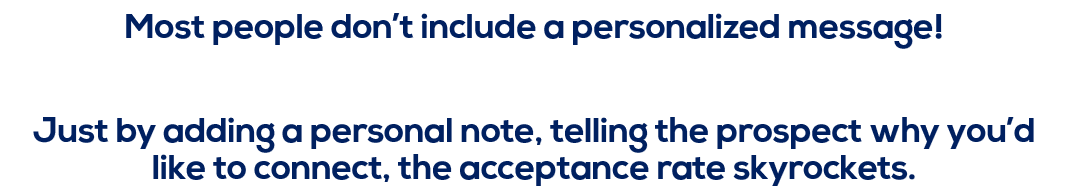 Most people don’t include a personalized message!
Just by adding a personal note, telling the prospect why you’d
like to connect, the acceptance rate skyrockets.